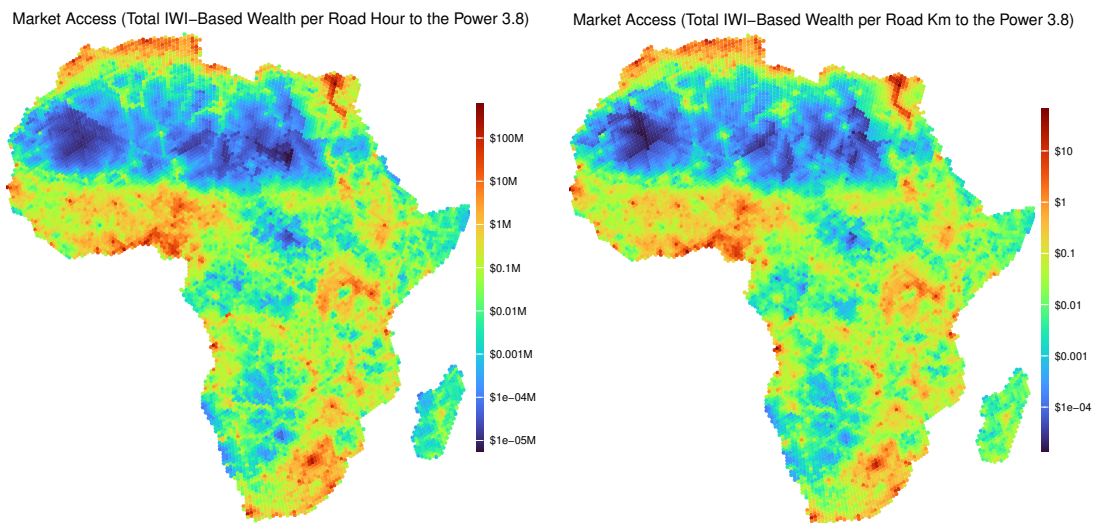 Market Access (Total IWI−Based Wealth per Road Hour to the Power 3.8)
$100M
$10M
$1M
$0.1M
$0.01M
$0.001M
$1e−04M
$1e−05M
Market Access (Total IWI−Based Wealth per Road Km to the Power 3.8)
$10
$1
$0.1
$0.01
$0.001
$1e−04